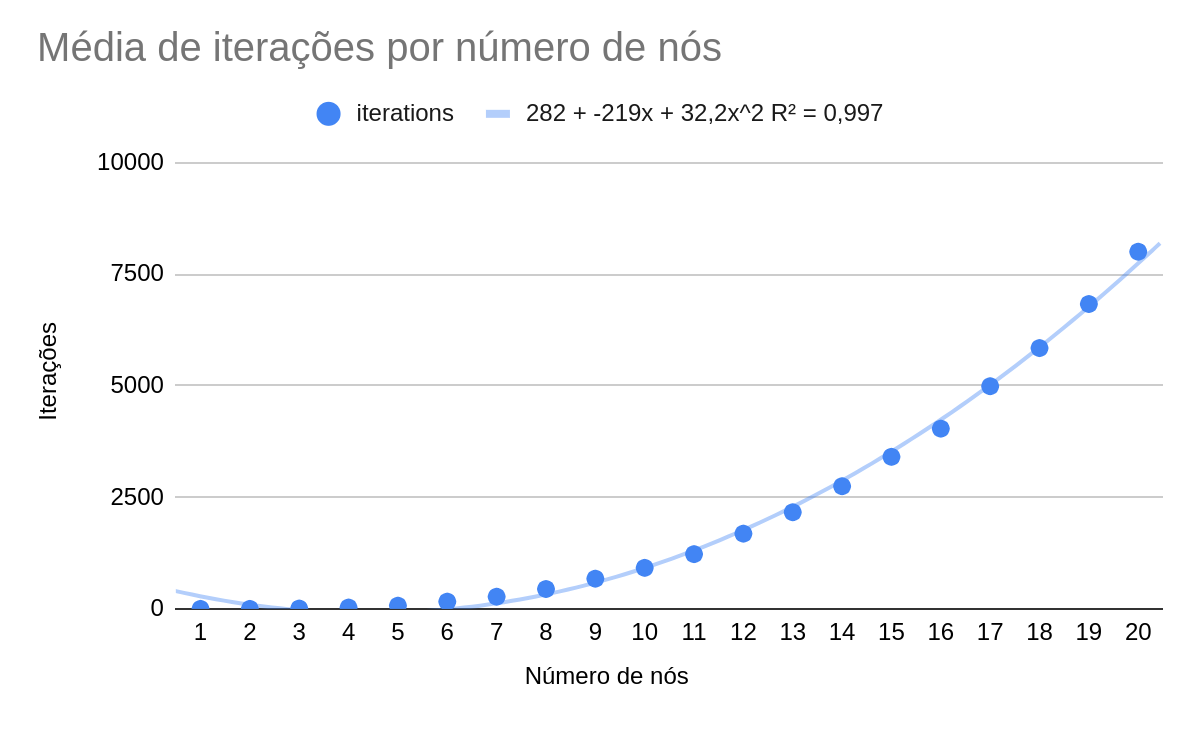 Média de iterações por número de nós
iterations 282 + -219x + 32,2x^2 R² = 0,997
10000
7500
5000
2500
0
Iterações
1 2 3 4 5 6 7 8 9 10 11 12 13 14 15 16 17 18 19 20
Número de nós